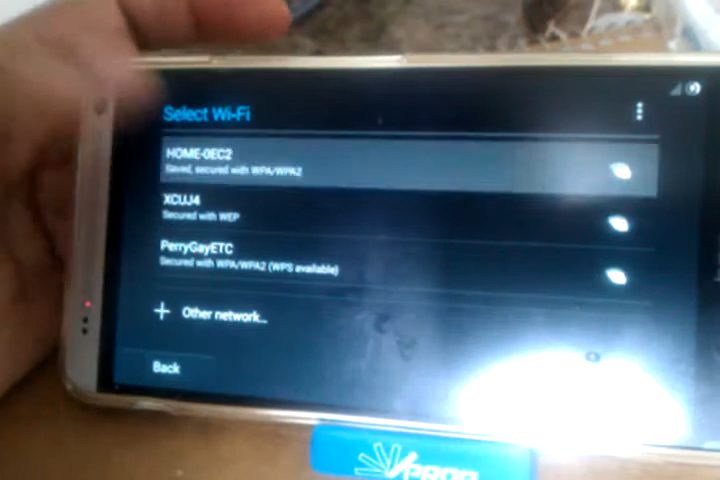 Select Wi-Fi
HOME-0EC2
Saved, secured with WPA/WPA2
XCUJ4
Secured with WEP
PerryGayETC
Secured with WPA/WPA2 (WPS available)
+ Other network...
Back